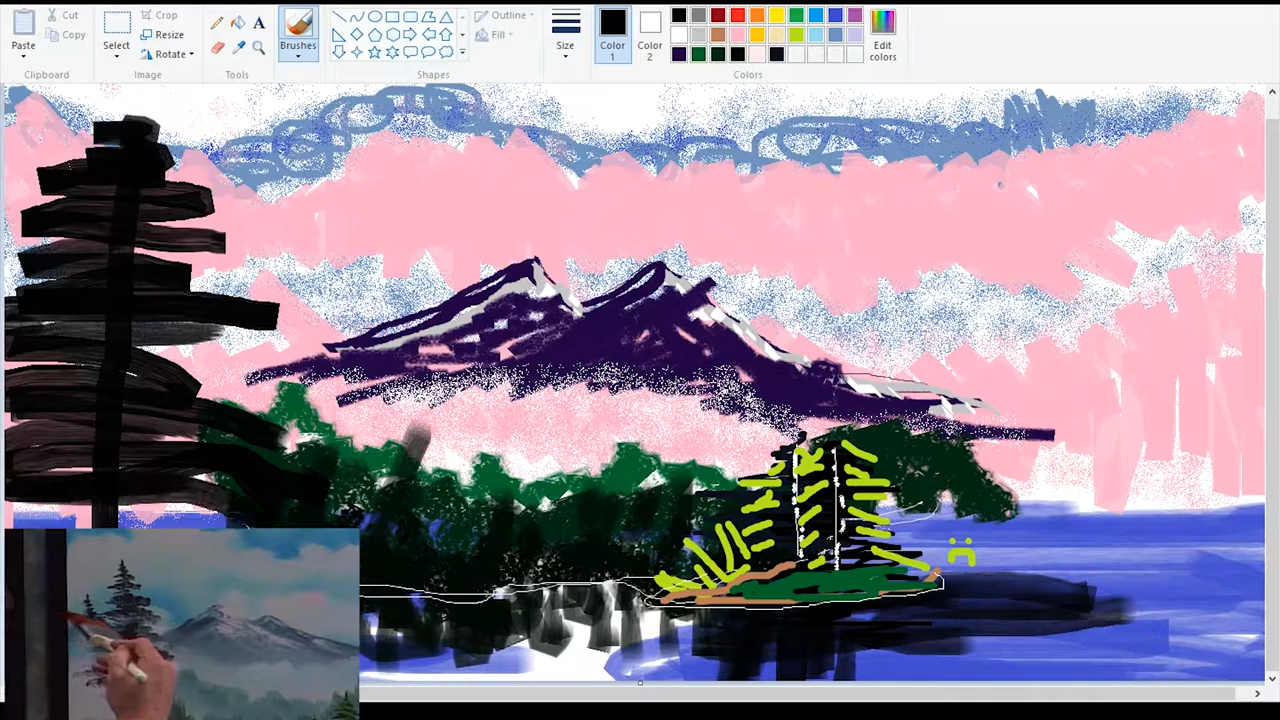 Cut
Copy
Paste
Clipboard
Crop
Resize
Rotate
Select
Image
A
Tools
Brushes
Outline
Fill
Shapes
Size
Color
1
Color
2
Edit
colors
Colors